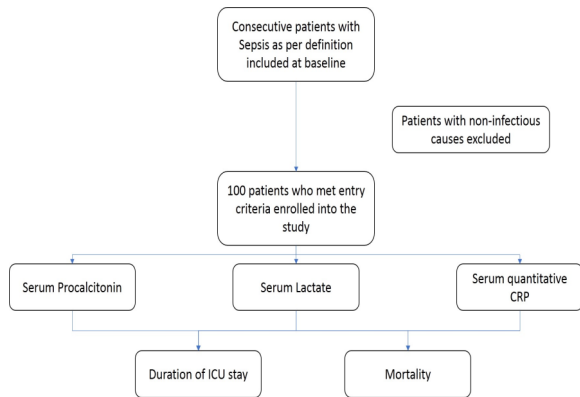 Consecutive patients with
Sepsis as per definition
included at baseline
Patients with non-infectious
causes excluded
100 patients who met entry
criteria enrolled into the
study
Serum Procalcitonin
Serum Lactate
Serum quantitative
CRP
Duration of ICU stay
Mortality